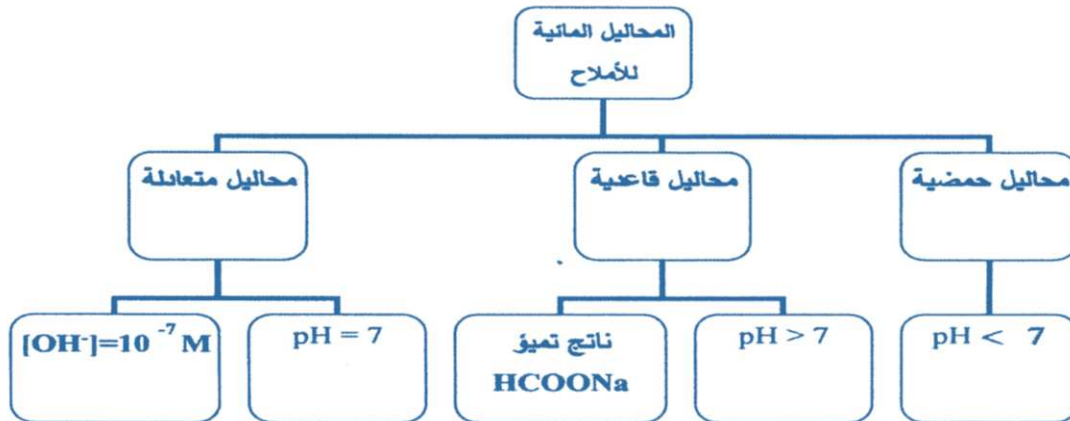 المحاليل المائية
للأملاح
محاليل حمضية
محاليل قاعدية
محاليل متعادلة
pH < 7
pH > 7
ناتج تميؤ
HCOONa
pH = 7
[OH-]=10 -7 M